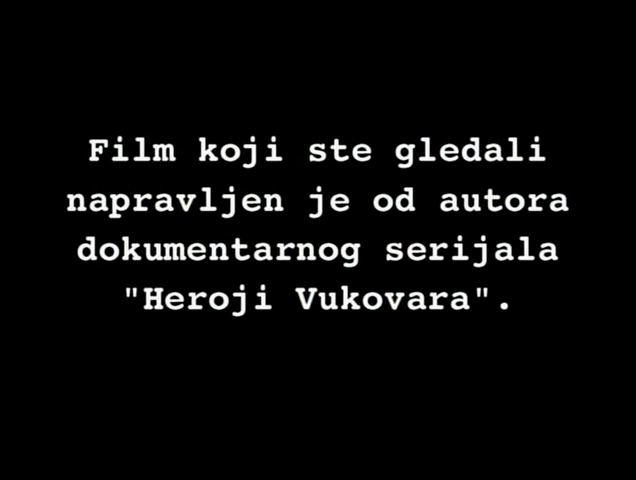 Film koji ste gledali
napravljen je od autora
dokumentarnog serijala
"Heroji Vukovara".